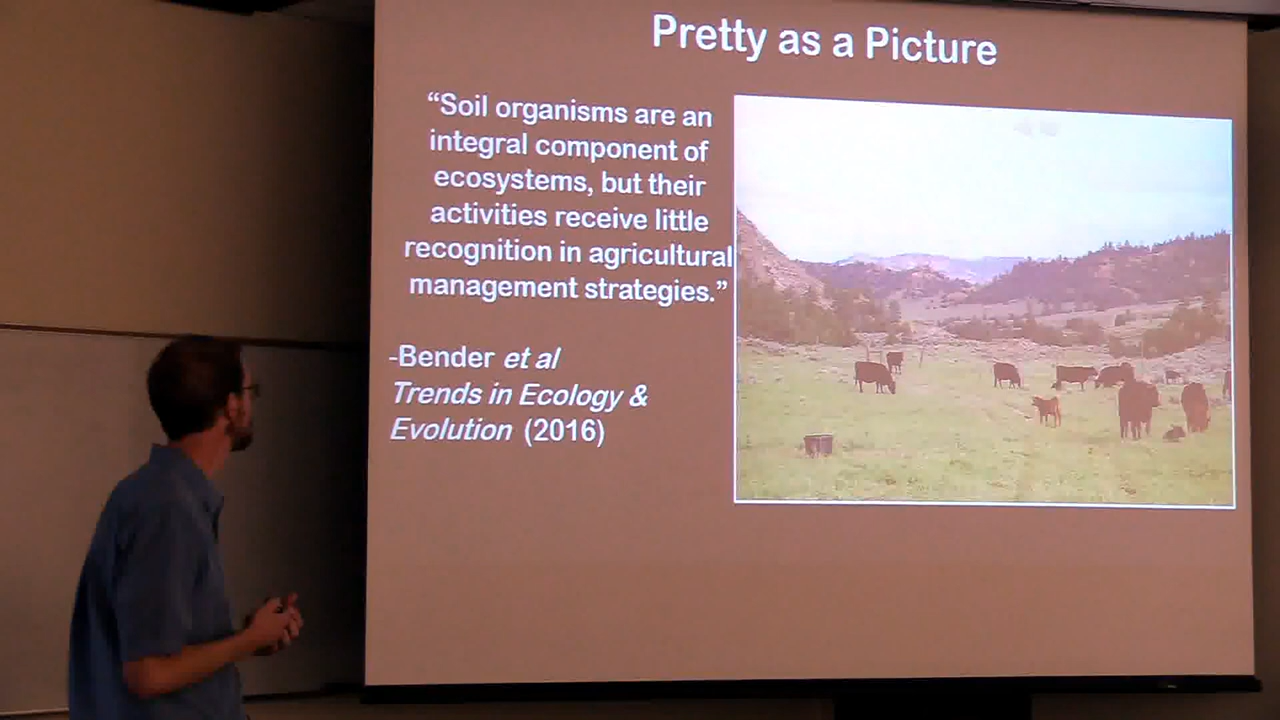 Pretty as a Picture
“Soil organisms are an
integral component of
ecosystems, but their
activities receive little
recognition in agricultural
management strategies.”
-Bender et al
Trends in Ecology &
Evolution (2016)